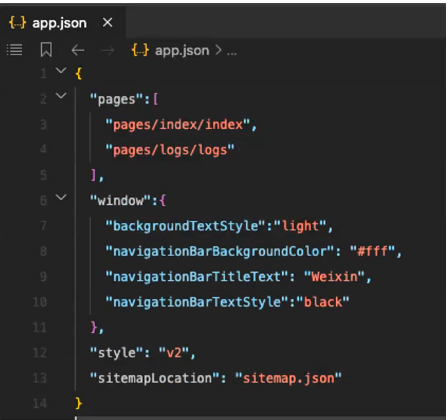 {..} app.json ×
{..} app.json > ...
1 {
2 "pages":[
3 "pages/index/index",
4 "pages/logs/logs"
5 ],
6 "window":{
7 "backgroundTextStyle":"light",
8 "navigationBarBackgroundColor": "#fff",
9 "navigationBarTitleText": "Weixin",
10 "navigationBarTextStyle":"black"
11 },
12 "style": "v2",
13 "sitemapLocation": "sitemap.json"
14 }